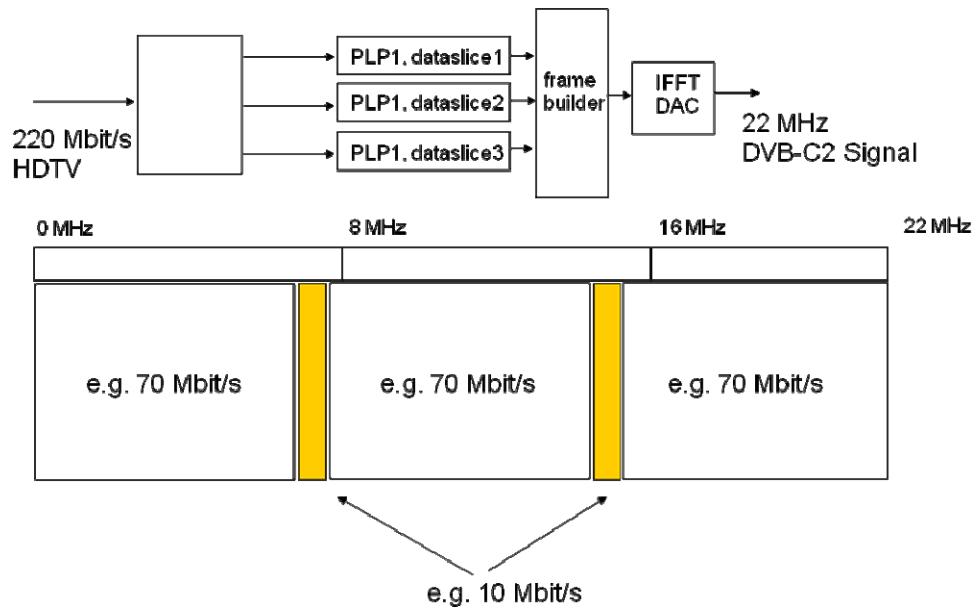 220 Mbit/s
HDTV
PLP1, dataslice1
PLP1, dataslice2
PLP1, dataslice3
frame
builder
IFFT
DAC
22 MHz
DVB-C2 Signal
0 MHz
8 MHz
16 MHz
22 MHz
e.g. 70 Mbit/s
e.g. 70 Mbit/s
e.g. 70 Mbit/s
e.g. 10 Mbit/s